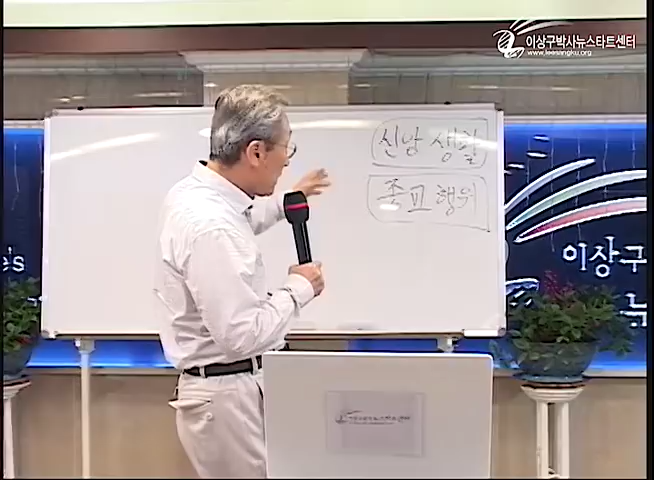 이상구박사뉴스타트센터
www.leesangku.org
신앙 생활
종교 행위
이상구
뉴
e's